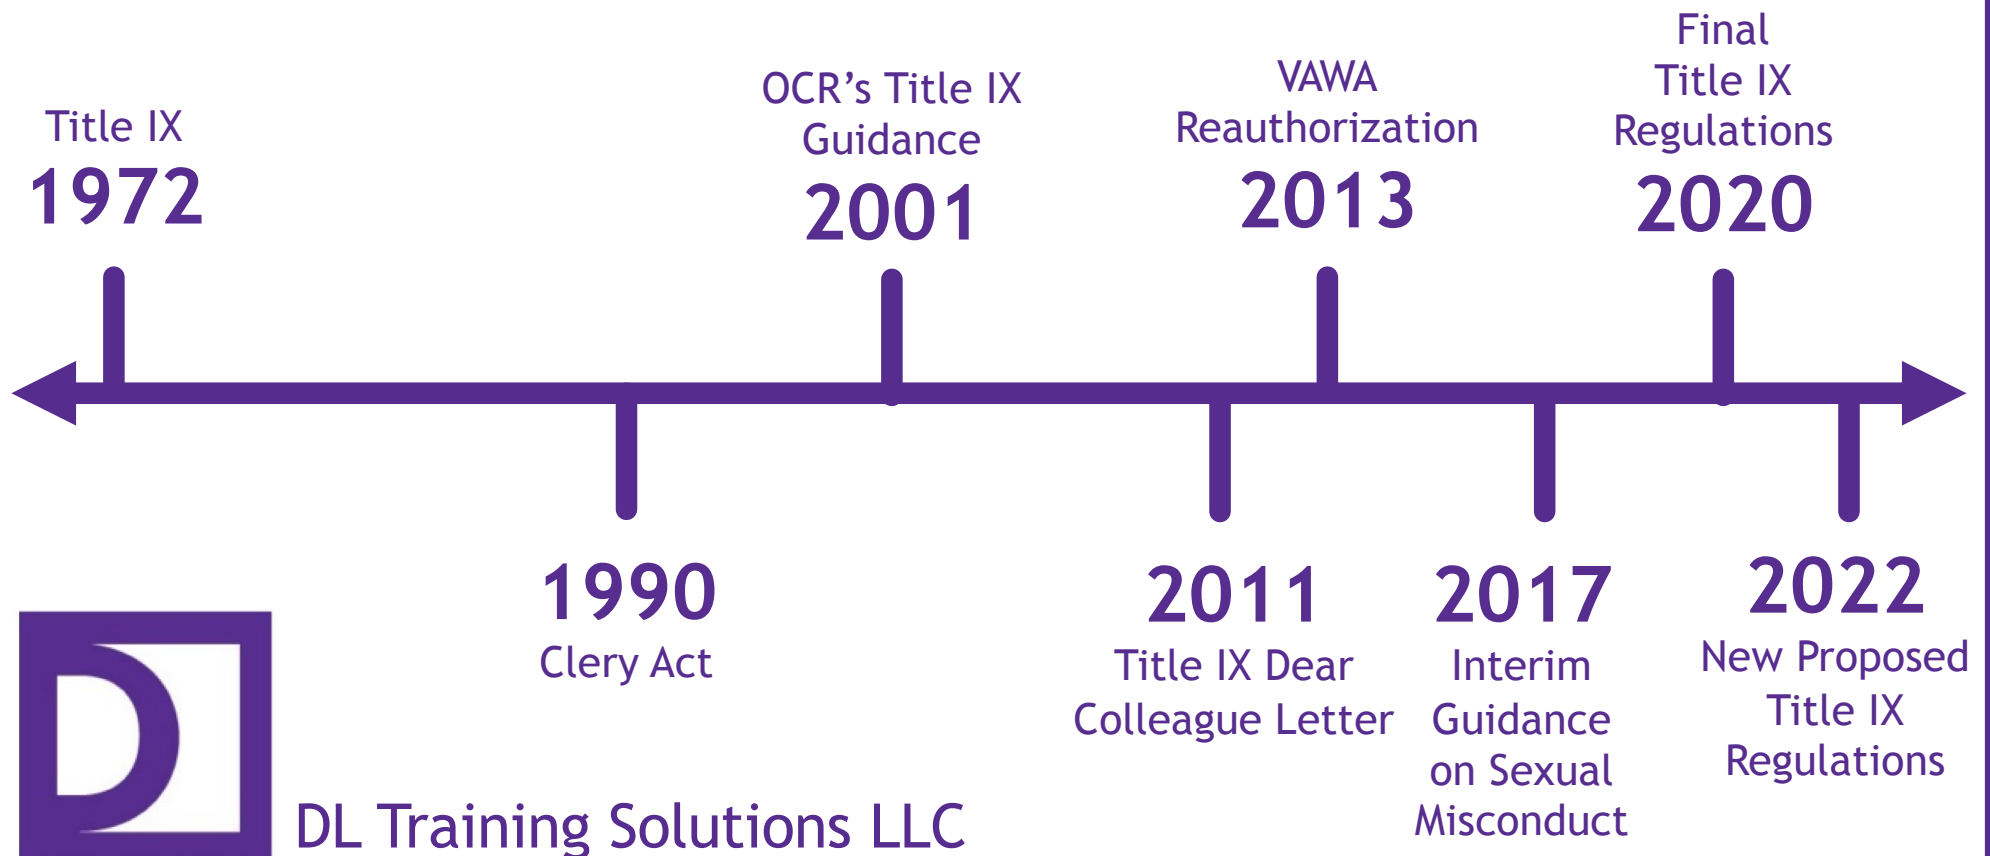 Title IX
1972
OCR’s Title IX
Guidance
2001
VAWA
Reauthorization
2013
Final
Title IX
Regulations
2020
1990
Clery Act
2011
Title IX Dear
Colleague Letter
2017
Interim
Guidance
on Sexual
Misconduct
2022
New Proposed
Title IX
Regulations
D
DL Training Solutions LLC